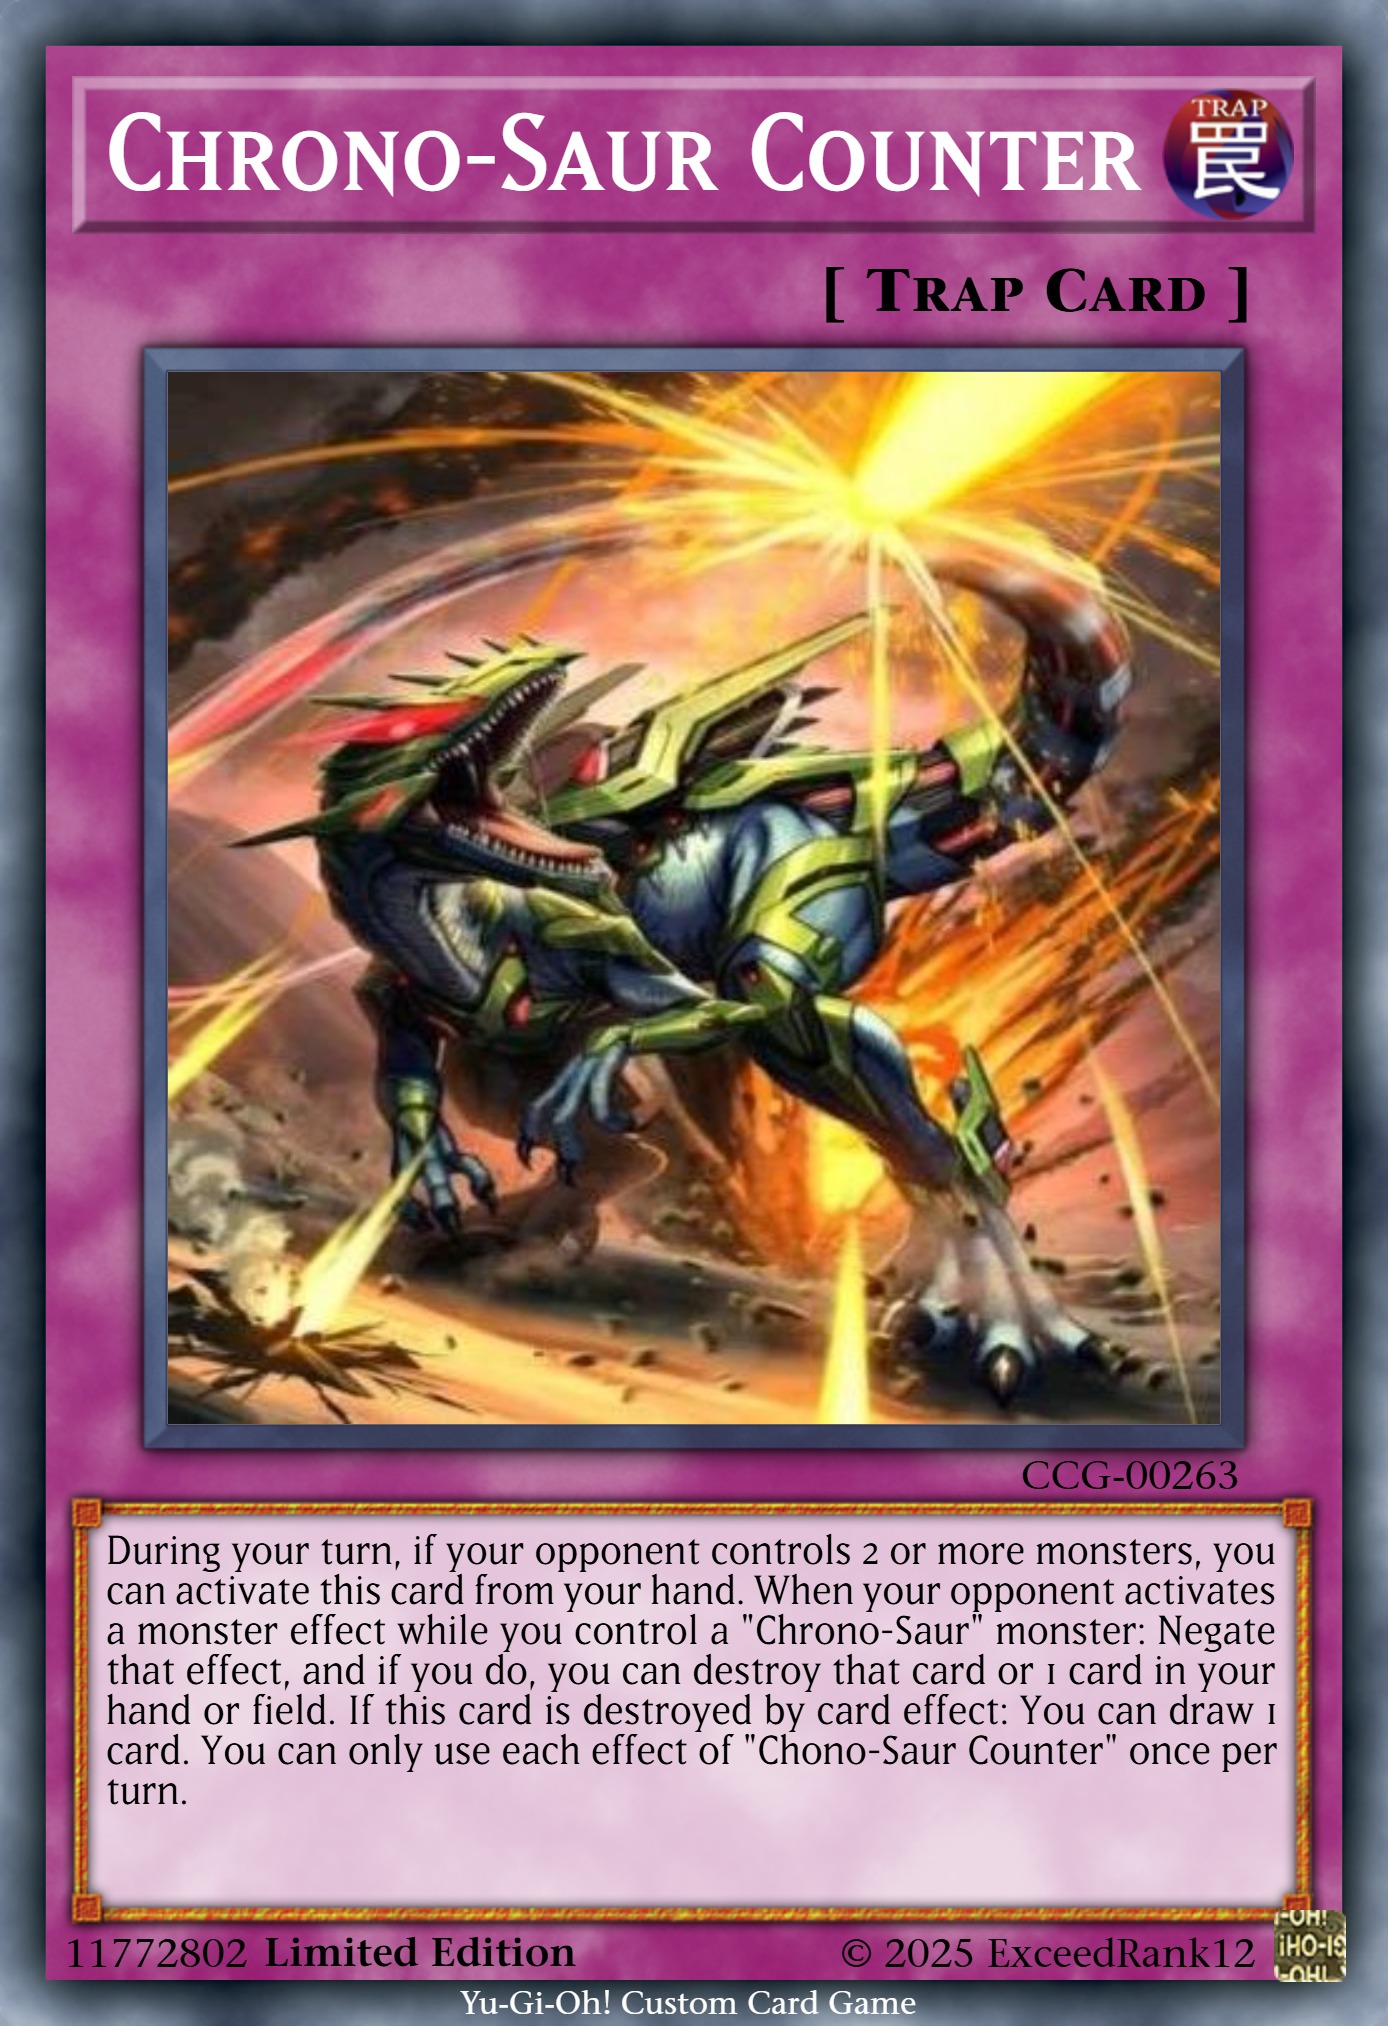 Chrono-Saur Counter
TRAP
罠
[ Trap Card ]
CCG-00263
During your turn, if your opponent controls 2 or more monsters, you
can activate this card from your hand. When your opponent activates
a monster effect while you control a "Chrono-Saur" monster: Negate
that effect, and if you do, you can destroy that card or 1 card in your
hand or field. If this card is destroyed by card effect: You can draw 1
card. You can only use each effect of "Chono-Saur Counter" once per
turn.
11772802 Limited Edition
© 2025 ExceedRank12
Yu-Gi-Oh! Custom Card Game